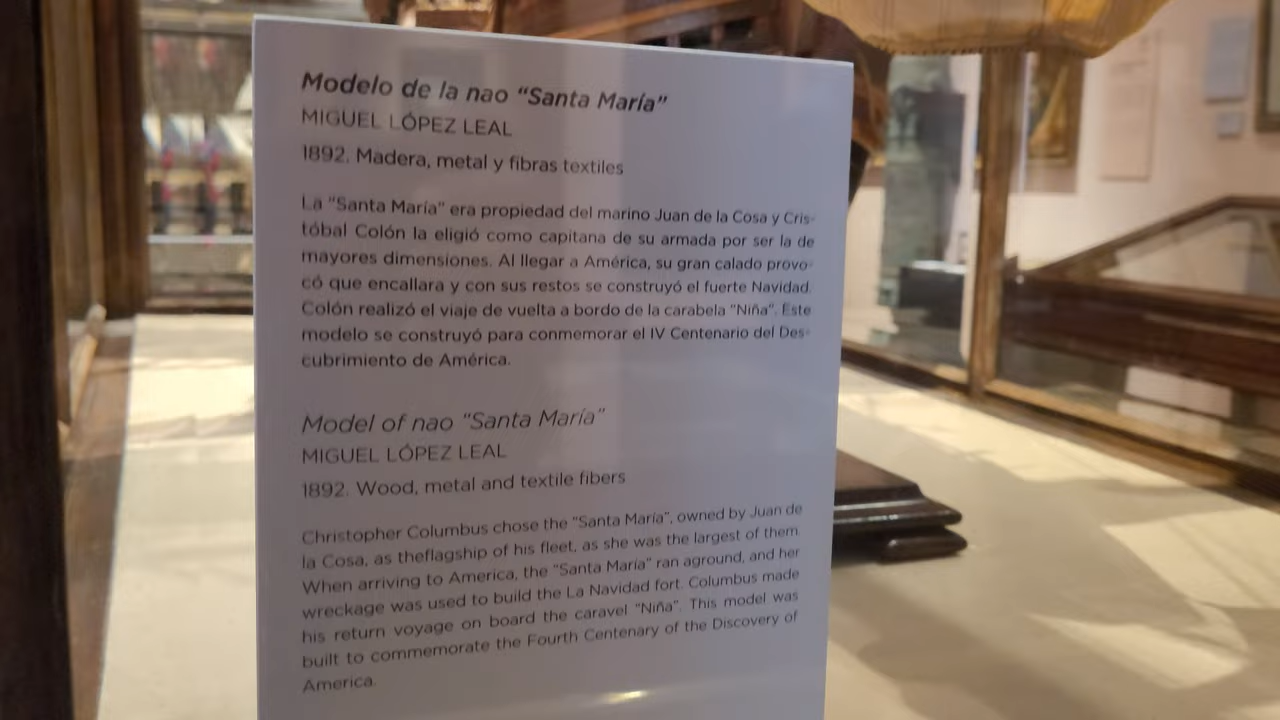 Modelo de la nao “Santa María”
MIGUEL LÓPEZ LEAL
1892. Madera, metal y fibras textiles
La “Santa María” era propiedad del marino Juan de la Cosa y Cris-
tóbal Colón la eligió como capitana de su armada por ser la de
mayores dimensiones. Al llegar a América, su gran calado provo-
có que encallara y con sus restos se construyó el fuerte Navidad.
Colón realizó el viaje de vuelta a bordo de la carabela “Niña”. Este
modelo se construyó para conmemorar el IV Centenario del Des-
cubrimiento de América.
Model of nao “Santa María”
MIGUEL LÓPEZ LEAL
1892. Wood, metal and textile fibers
Christopher Columbus chose the “Santa María”, owned by Juan de
la Cosa, as theflagship of his fleet, as she was the largest of them.
When arriving to America, the “Santa María” ran aground, and her
wreckage was used to build the La Navidad fort. Columbus made
his return voyage on board the caravel “Niña”. This model was
built to commemorate the Fourth Centenary of the Discovery of
America.